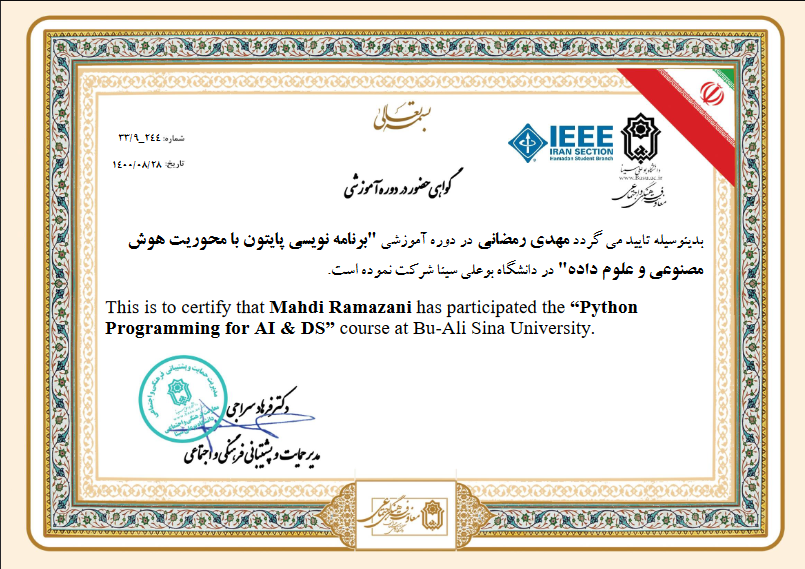 بسمه تعالی
شماره: ۲۴۴_۳۳/۹
تاریخ: ۱۴۰۰/۰۸/۲۸
IEEE
IRAN SECTION
Hamadan Student Branch
دانشگاه بوعلی سینا
www.Basu.ac.ir
معاونت فرهنگی و اجتماعی
گواهی حضور در دوره آموزشی
بدینوسیله تایید می گردد مهدی رمضانی در دوره آموزشی "برنامه نویسی پایتون با محوریت هوش
مصنوعی و علوم داده" در دانشگاه بوعلی سینا شرکت نموده است.
This is to certify that Mahdi Ramazani has participated the “Python
Programming for AI & DS” course at Bu-Ali Sina University.
مدیریت حمایت و پشتیبانی فرهنگی و اجتماعی
دکتر فرهاد سراجی
مدیر حمایت و پشتیبانی فرهنگی و اجتماعی
معاونت فرهنگی و اجتماعی